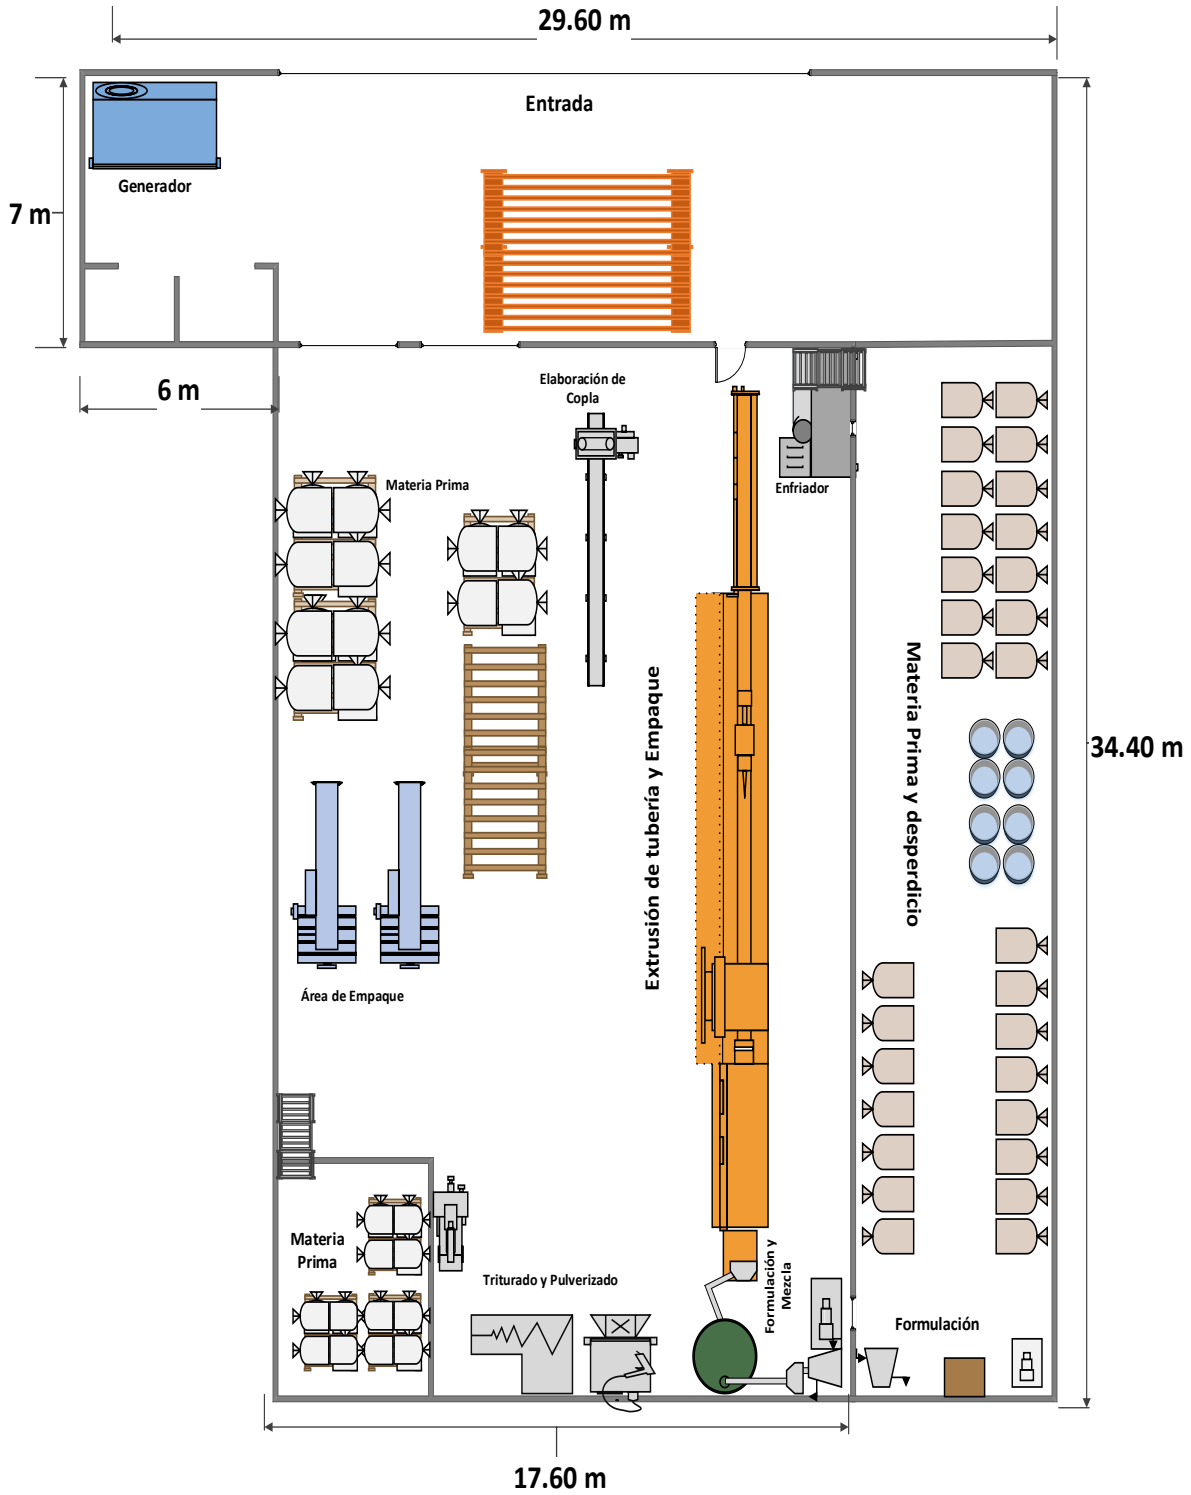 29.60 m
Entrada
Generador
7 m
6 m
Elaboración de
Copla
Materia Prima
Enfriador
Extrusión de tubería y Empaque
Materia Prima y desperdicio
34.40 m
Área de Empaque
Materia
Prima
Triturado y Pulverizado
Formulación y
Mezcla
Formulación
17.60 m